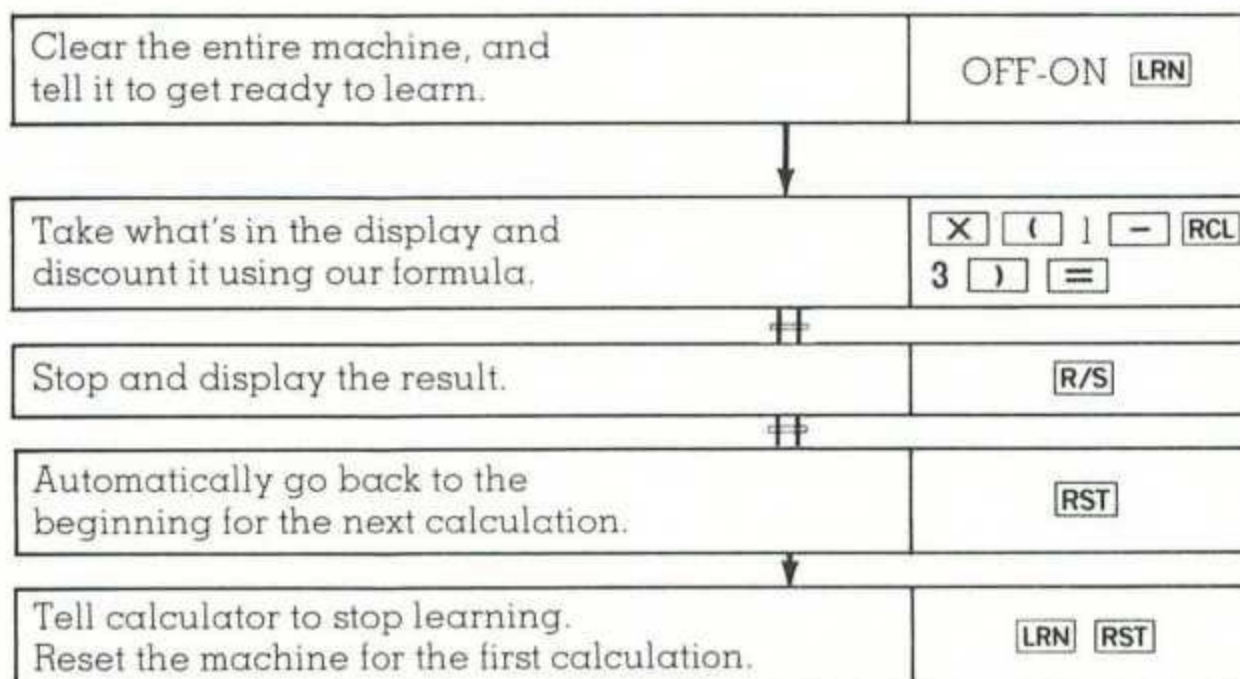 Clear the entire machine, and
tell it to get ready to learn.
OFF-ON LRN
Take what's in the display and
discount it using our formula.
X ( 1 - RCL
3 ) =
Stop and display the result.
R/S
Automatically go back to the
beginning for the next calculation.
RST
Tell calculator to stop learning.
Reset the machine for the first calculation.
LRN RST